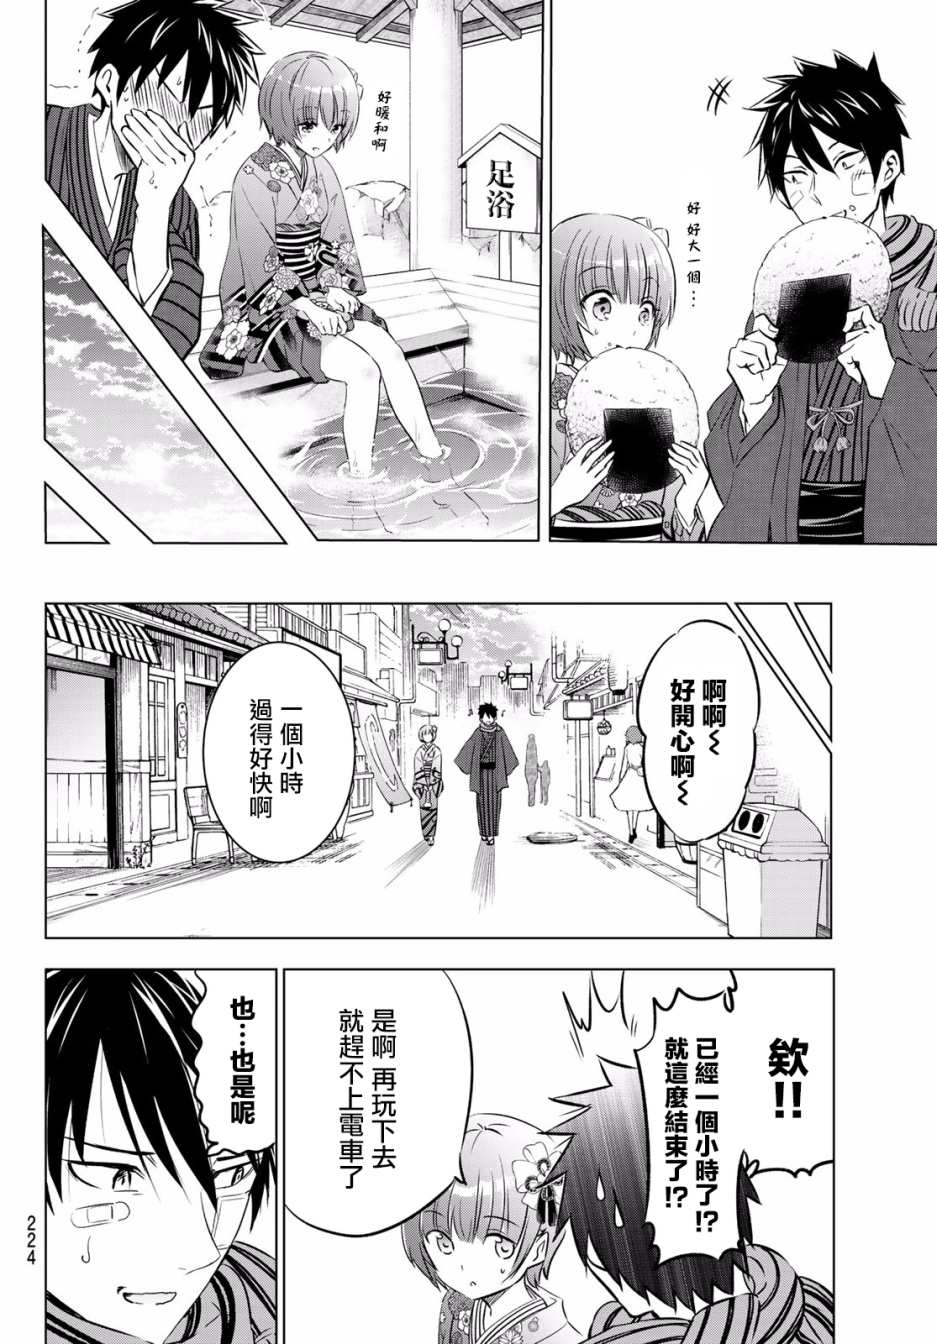 好 好大一個…
足浴
好暖和啊
啊啊～
好開心啊～
一個小時
過得好快啊
欸!!
已經一個小時了!?
就這麼結束了!?
是啊 再玩下去
就趕不上電車了
也…也是呢
224